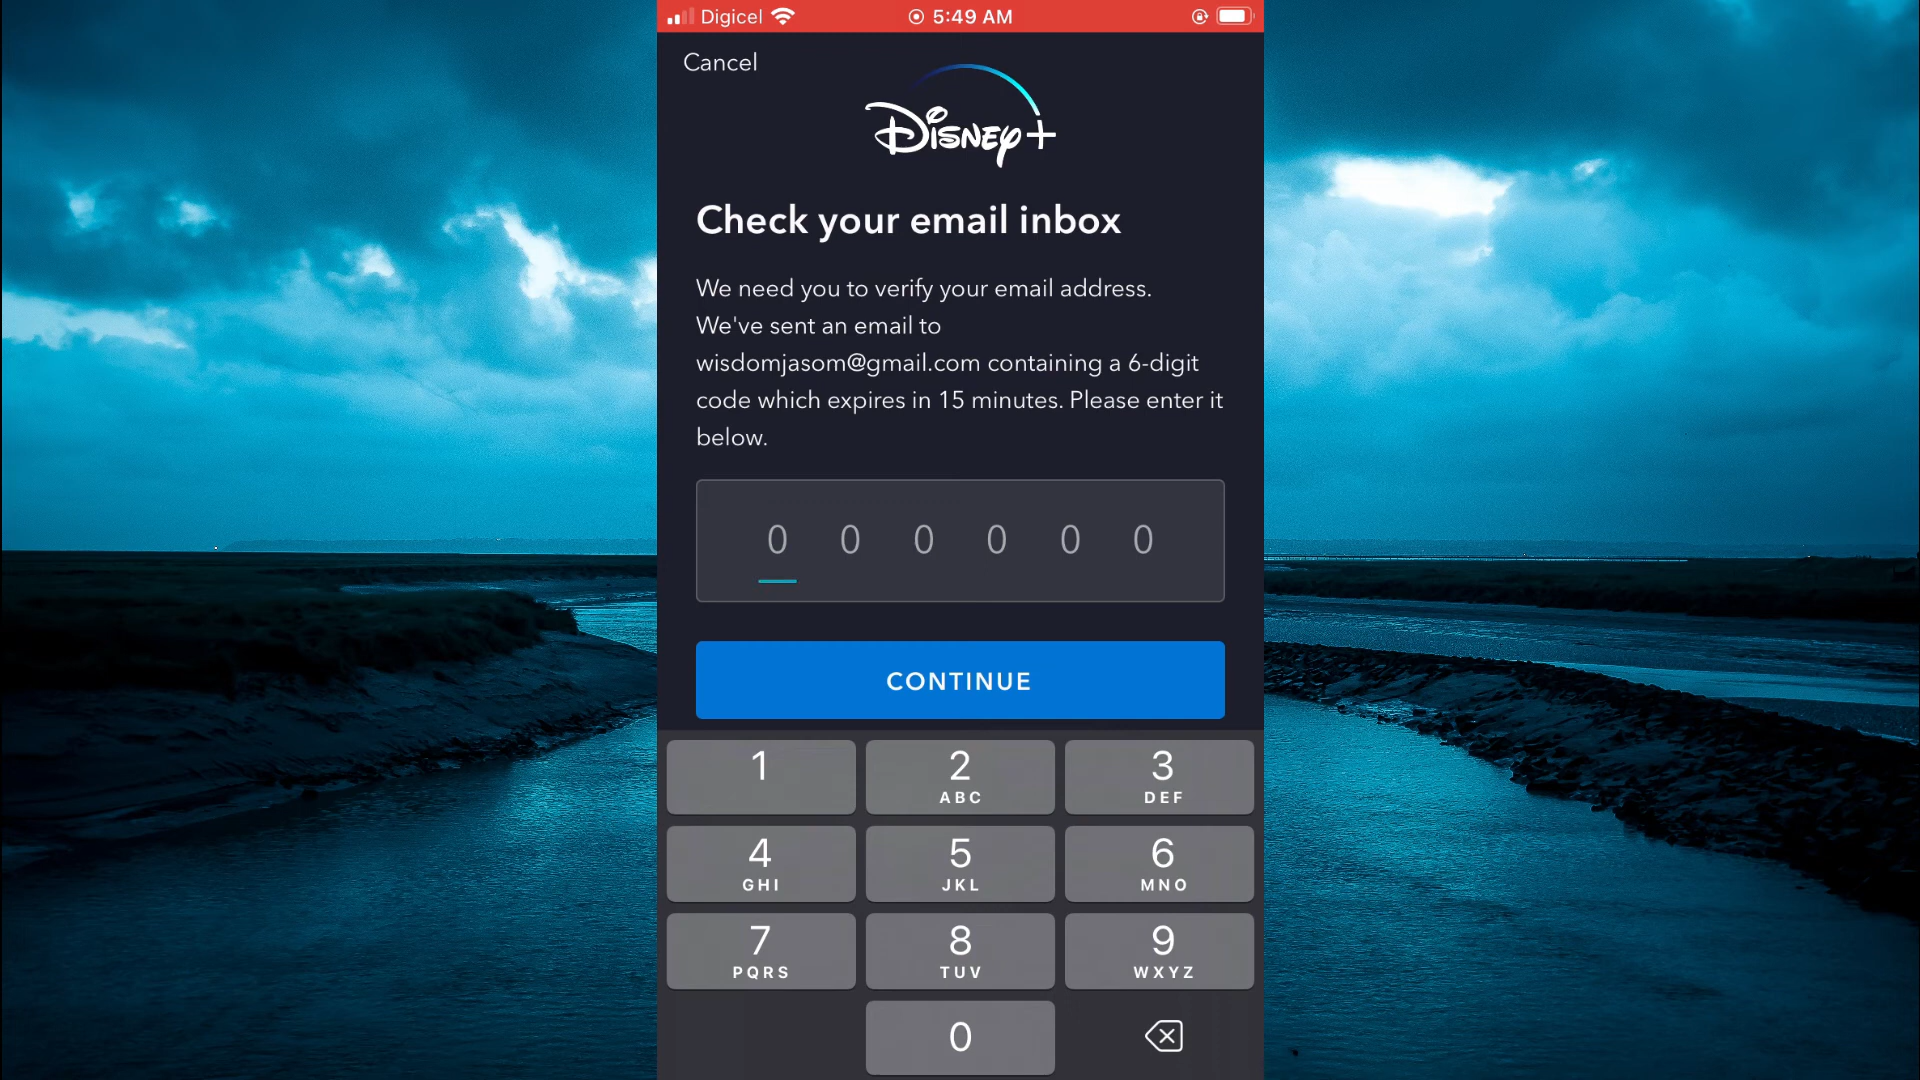 Digicel 5:49 AM
Cancel
Disney+
Check your email inbox
We need you to verify your email address.
We've sent an email to
wisdomjasom@gmail.com containing a 6-digit
code which expires in 15 minutes. Please enter it
below.
0 0 0 0 0 0
CONTINUE
1 2 3
ABC DEF
4 5 6
GHI JKL MNO
7 8 9
PQRS TUV WXYZ
0